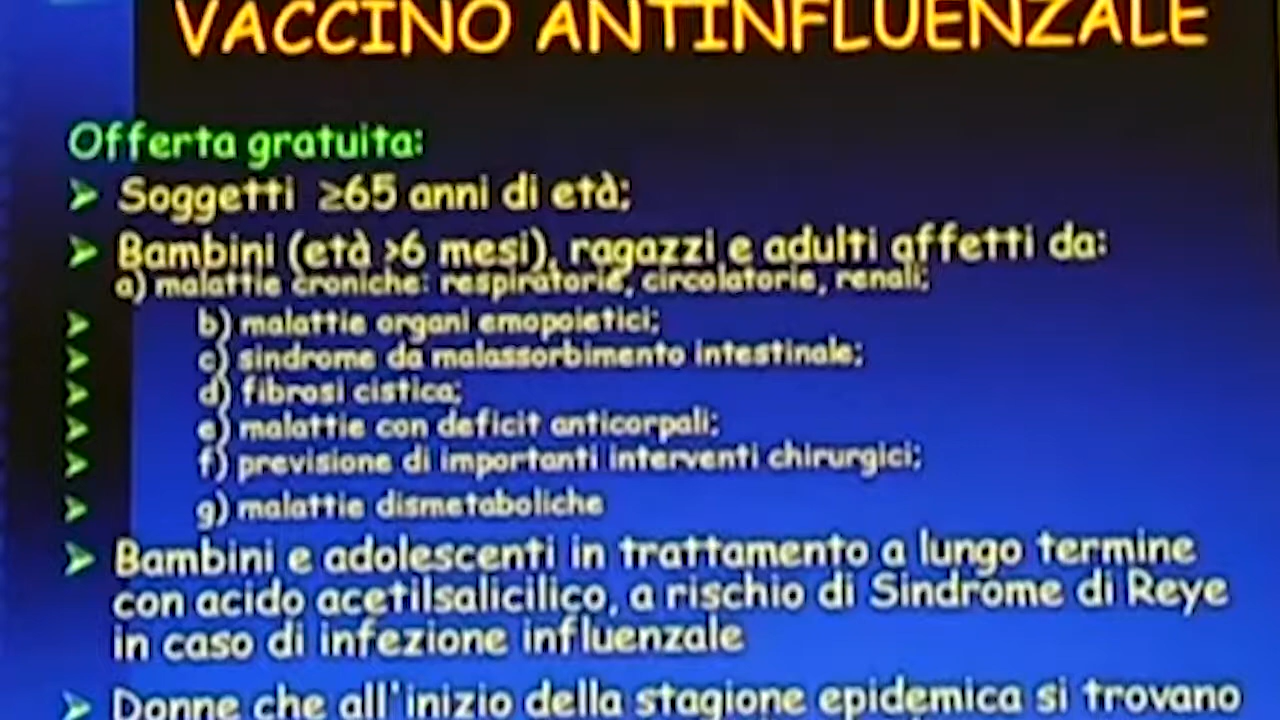 VACCINO ANTINFLUENZALE
Offerta gratuita:
➤ Soggetti ≥65 anni di età;
➤ Bambini (età >6 mesi), ragazzi e adulti affetti da:
a) malattie croniche: respiratorie, circolatorie, renali;
➤ b) malattie organi emopoietici;
➤ c) sindrome da malassorbimento intestinale;
➤ d) fibrosi cistica;
➤ e) malattie con deficit anticorpali;
➤ f) previsione di importanti interventi chirurgici;
➤ g) malattie dismetaboliche
➤ Bambini e adolescenti in trattamento a lungo termine
con acido acetilsalicilico, a rischio di Sindrome di Reye
in caso di infezione influenzale
➤ Donne che all'inizio della stagione epidemica si trovano